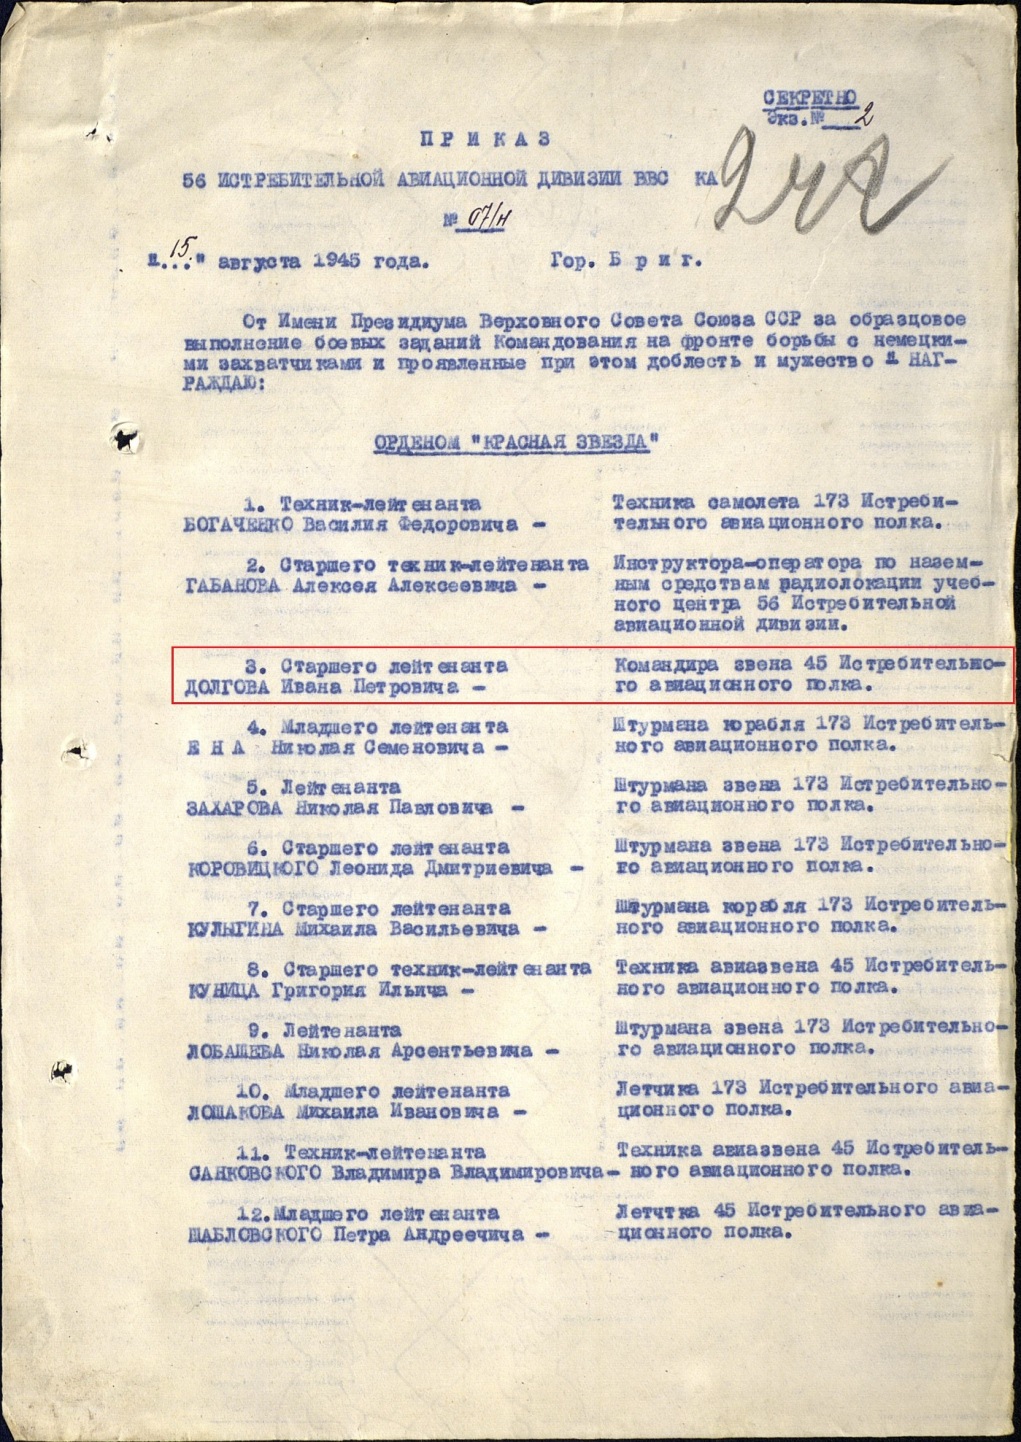 СЕКРЕТНО
Экз.№ 2
242
П Р И К А З
56 ИСТРЕБИТЕЛЬНОЙ АВИАЦИОННОЙ ДИВИЗИИ ВВС КА
№ 07/н
"15." августа 1945 года. Гор. Б р и г.
От Имени Президиума Верховного Совета Союза ССР за образцовое
выполнение боевых заданий Командования на фронте борьбы с немецки-
ми захватчиками и проявленные при этом доблесть и мужество НАГ-
РАЖДАЮ:
ОРДЕНОМ "КРАСНАЯ ЗВЕЗДА"
1. Техник-лейтенанта Техника самолета 173 Истреби-
БОГАЧЕНКО Василия Федоровича - тельного авиационного полка.
2. Старшего техник-лейтенанта Инструктора-оператора по назем-
ГАБАНОВА Алексея Алексеевича - ным средствам радиолокации учеб-
ного центра 56 Истребительной
авиационной дивизии.
3. Старшего лейтенанта Командира звена 45 Истребительно-
ДОЛГОВА Ивана Петровича - го авиационного полка.
4. Младшего лейтенанта Штурмана корабля 173 Истребитель-
Е Н А Николая Семеновича - ного авиационного полка.
5. Лейтенанта Штурмана звена 173 Истребительно-
ЗАХАРОВА Николая Павловича - го авиационного полка.
6. Старшего лейтенанта Штурмана звена 173 Истребительно-
КОРОВИЦКОГО Леонида Дмитриевича - го авиационного полка.
7. Старшего лейтенанта Штурмана корабля 173 Истребитель-
КУЛЫГИНА Михаила Васильевича - ного авиационного полка.
8. Старшего техник-лейтенанта Техника авиазвена 45 Истребитель-
КУНИЦА Григория Ильича - ного авиационного полка.
9. Лейтенанта Штурмана звена 173 Истребительно-
ЛОБАЩЕВА Николая Арсентьевича - го авиационного полка.
10. Младшего лейтенанта Летчика 173 Истребительного авиа-
ЛОШАКОВА Михаила Ивановича - ционного полка.
11. Техник-лейтенанта Техника авиазвена 45 Истребитель-
САНКОВСКОГО Владимира Владимировича - ного авиационного полка.
12.Младшего лейтенанта Летчтка 45 Истребительного авиа-
ШАБЛОВСКОГО Петра Андреечича - ционного полка.